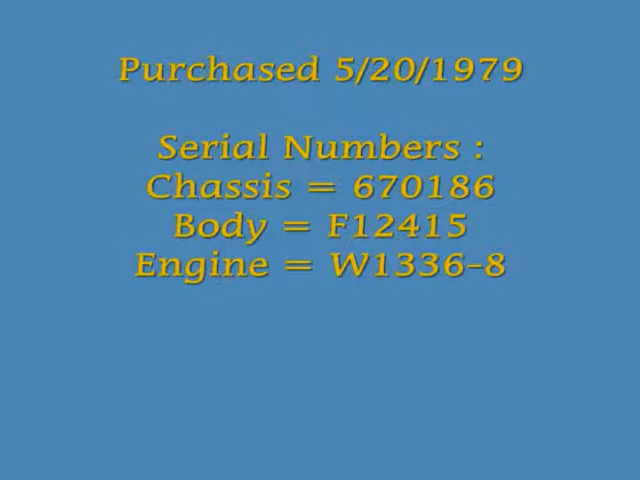 Purchased 5/20/1979
Serial Numbers :
Chassis = 670186
Body = F12415
Engine = W1336-8